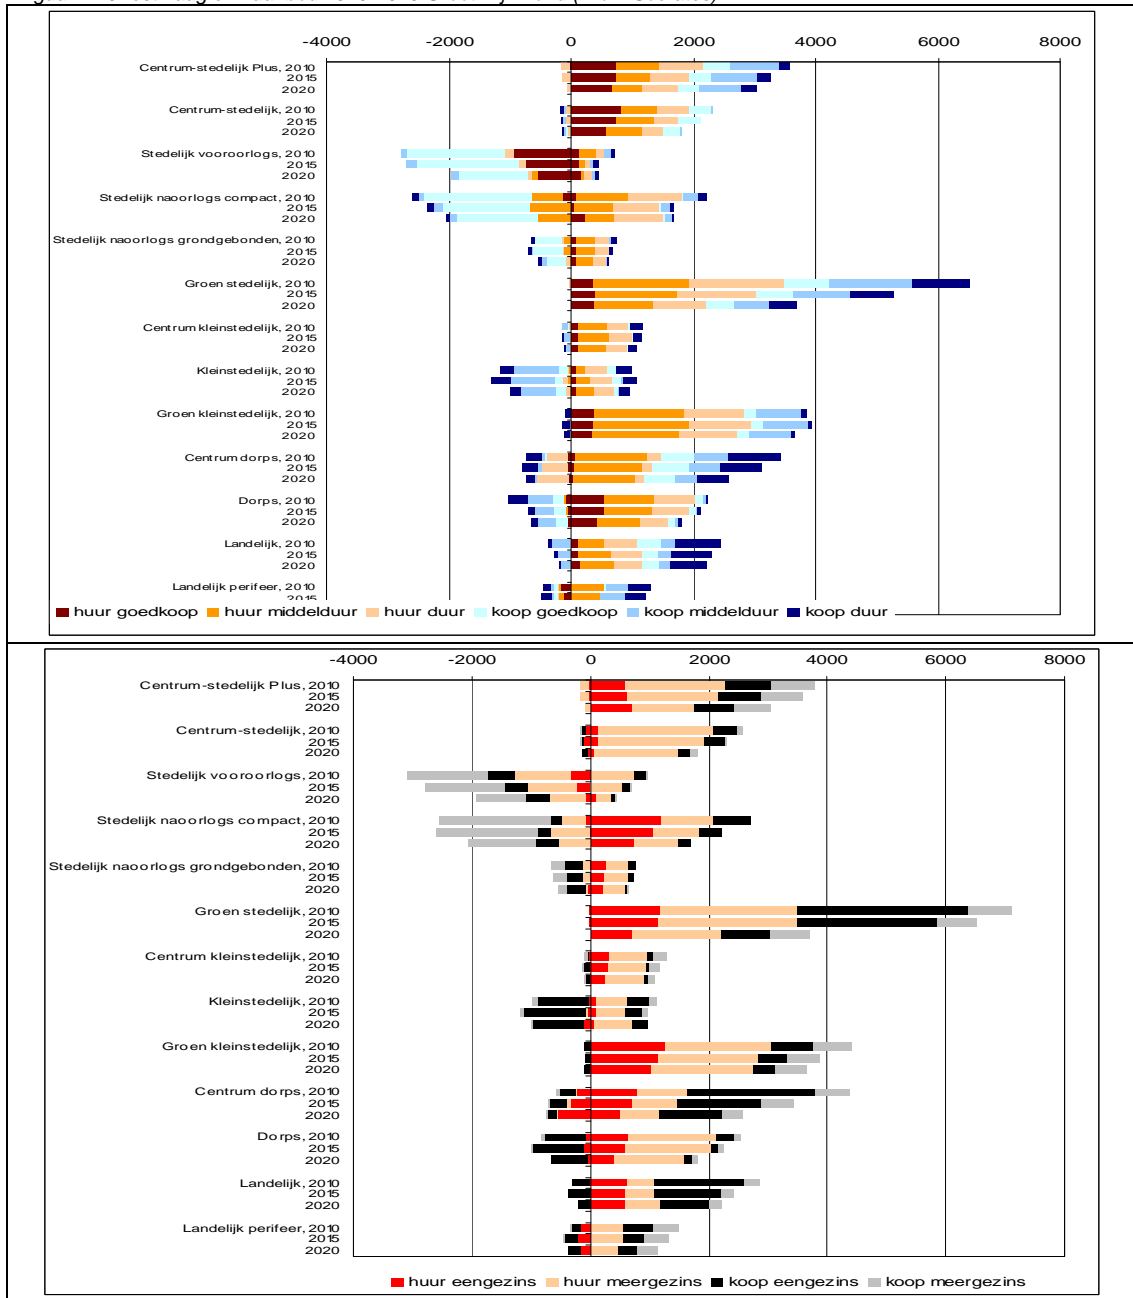 -4000 -2000 0 2000 4000 6000 8000
Centrum-stedelijk Plus, 2010
2015
2020
Centrum-stedelijk, 2010
2015
2020
Stedelijk vooroorlogs, 2010
2015
2020
Stedelijk naoorlogs compact, 2010
2015
2020
Stedelijk naoorlogs grondgebonden, 2010
2015
2020
Groen stedelijk, 2010
2015
2020
Centrum kleinstedelijk, 2010
2015
2020
Kleinstedelijk, 2010
2015
2020
Groen kleinstedelijk, 2010
2015
2020
Centrum dorps, 2010
2015
2020
Dorps, 2010
2015
2020
Landelijk, 2010
2015
2020
Landelijk perifeer, 2010
2015
huur goedkoop huur middelduur huur duur koop goedkoop koop middelduur koop duur
-4000 -2000 0 2000 4000 6000 8000
Centrum-stedelijk Plus, 2010
2015
2020
Centrum-stedelijk, 2010
2015
2020
Stedelijk vooroorlogs, 2010
2015
2020
Stedelijk naoorlogs compact, 2010
2015
2020
Stedelijk naoorlogs grondgebonden, 2010
2015
2020
Groen stedelijk, 2010
2015
2020
Centrum kleinstedelijk, 2010
2015
2020
Kleinstedelijk, 2010
2015
2020
Groen kleinstedelijk, 2010
2015
2020
Centrum dorps, 2010
2015
2020
Dorps, 2010
2015
2020
Landelijk, 2010
2015
2020
Landelijk perifeer, 2010
2015
2020
huur eengezins huur meergezins koop eengezins koop meergezins